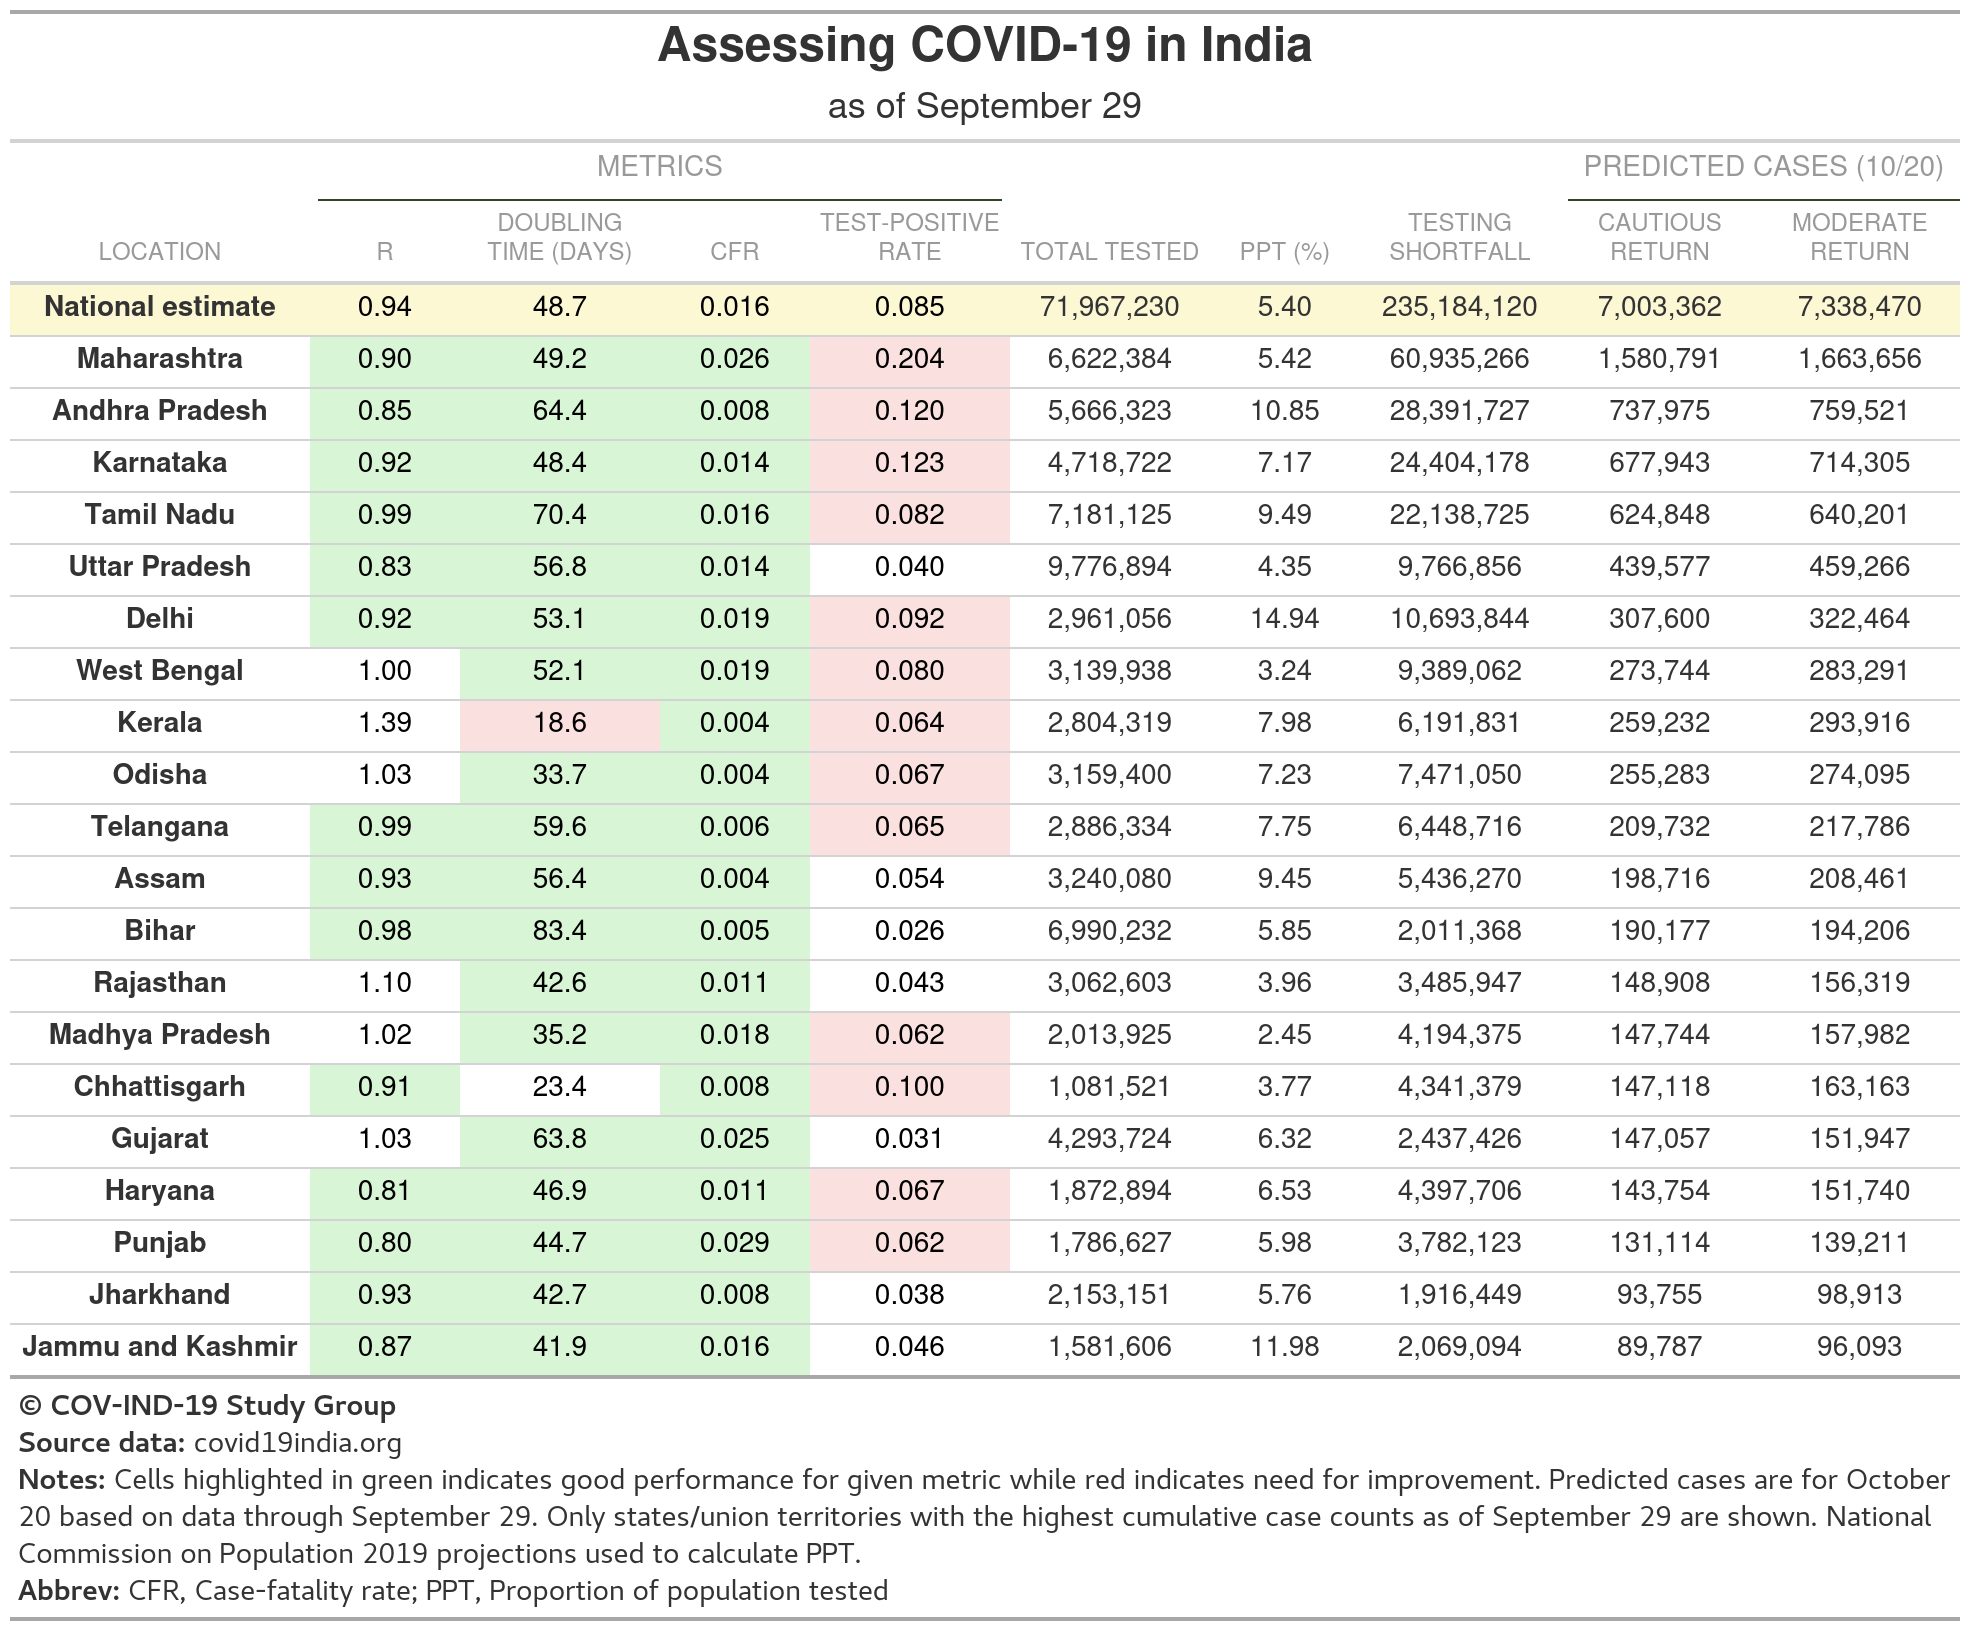 Assessing COVID-19 in India
as of September 29
METRICS PREDICTED CASES (10/20)
LOCATION R DOUBLING TIME (DAYS) CFR TEST-POSITIVE RATE TOTAL TESTED PPT (%) TESTING SHORTFALL CAUTIOUS RETURN MODERATE RETURN
National estimate 0.94 48.7 0.016 0.085 71,967,230 5.40 235,184,120 7,003,362 7,338,470
Maharashtra 0.90 49.2 0.026 0.204 6,622,384 5.42 60,935,266 1,580,791 1,663,656
Andhra Pradesh 0.85 64.4 0.008 0.120 5,666,323 10.85 28,391,727 737,975 759,521
Karnataka 0.92 48.4 0.014 0.123 4,718,722 7.17 24,404,178 677,943 714,305
Tamil Nadu 0.99 70.4 0.016 0.082 7,181,125 9.49 22,138,725 624,848 640,201
Uttar Pradesh 0.83 56.8 0.014 0.040 9,776,894 4.35 9,766,856 439,577 459,266
Delhi 0.92 53.1 0.019 0.092 2,961,056 14.94 10,693,844 307,600 322,464
West Bengal 1.00 52.1 0.019 0.080 3,139,938 3.24 9,389,062 273,744 283,291
Kerala 1.39 18.6 0.004 0.064 2,804,319 7.98 6,191,831 259,232 293,916
Odisha 1.03 33.7 0.004 0.067 3,159,400 7.23 7,471,050 255,283 274,095
Telangana 0.99 59.6 0.006 0.065 2,886,334 7.75 6,448,716 209,732 217,786
Assam 0.93 56.4 0.004 0.054 3,240,080 9.45 5,436,270 198,716 208,461
Bihar 0.98 83.4 0.005 0.026 6,990,232 5.85 2,011,368 190,177 194,206
Rajasthan 1.10 42.6 0.011 0.043 3,062,603 3.96 3,485,947 148,908 156,319
Madhya Pradesh 1.02 35.2 0.018 0.062 2,013,925 2.45 4,194,375 147,744 157,982
Chhattisgarh 0.91 23.4 0.008 0.100 1,081,521 3.77 4,341,379 147,118 163,163
Gujarat 1.03 63.8 0.025 0.031 4,293,724 6.32 2,437,426 147,057 151,947
Haryana 0.81 46.9 0.011 0.067 1,872,894 6.53 4,397,706 143,754 151,740
Punjab 0.80 44.7 0.029 0.062 1,786,627 5.98 3,782,123 131,114 139,211
Jharkhand 0.93 42.7 0.008 0.038 2,153,151 5.76 1,916,449 93,755 98,913
Jammu and Kashmir 0.87 41.9 0.016 0.046 1,581,606 11.98 2,069,094 89,787 96,093
© COV-IND-19 Study Group
Source data: covid19india.org
Notes: Cells highlighted in green indicates good performance for given metric while red indicates need for improvement. Predicted cases are for October
20 based on data through September 29. Only states/union territories with the highest cumulative case counts as of September 29 are shown. National
Commission on Population 2019 projections used to calculate PPT.
Abbrev: CFR, Case-fatality rate; PPT, Proportion of population tested